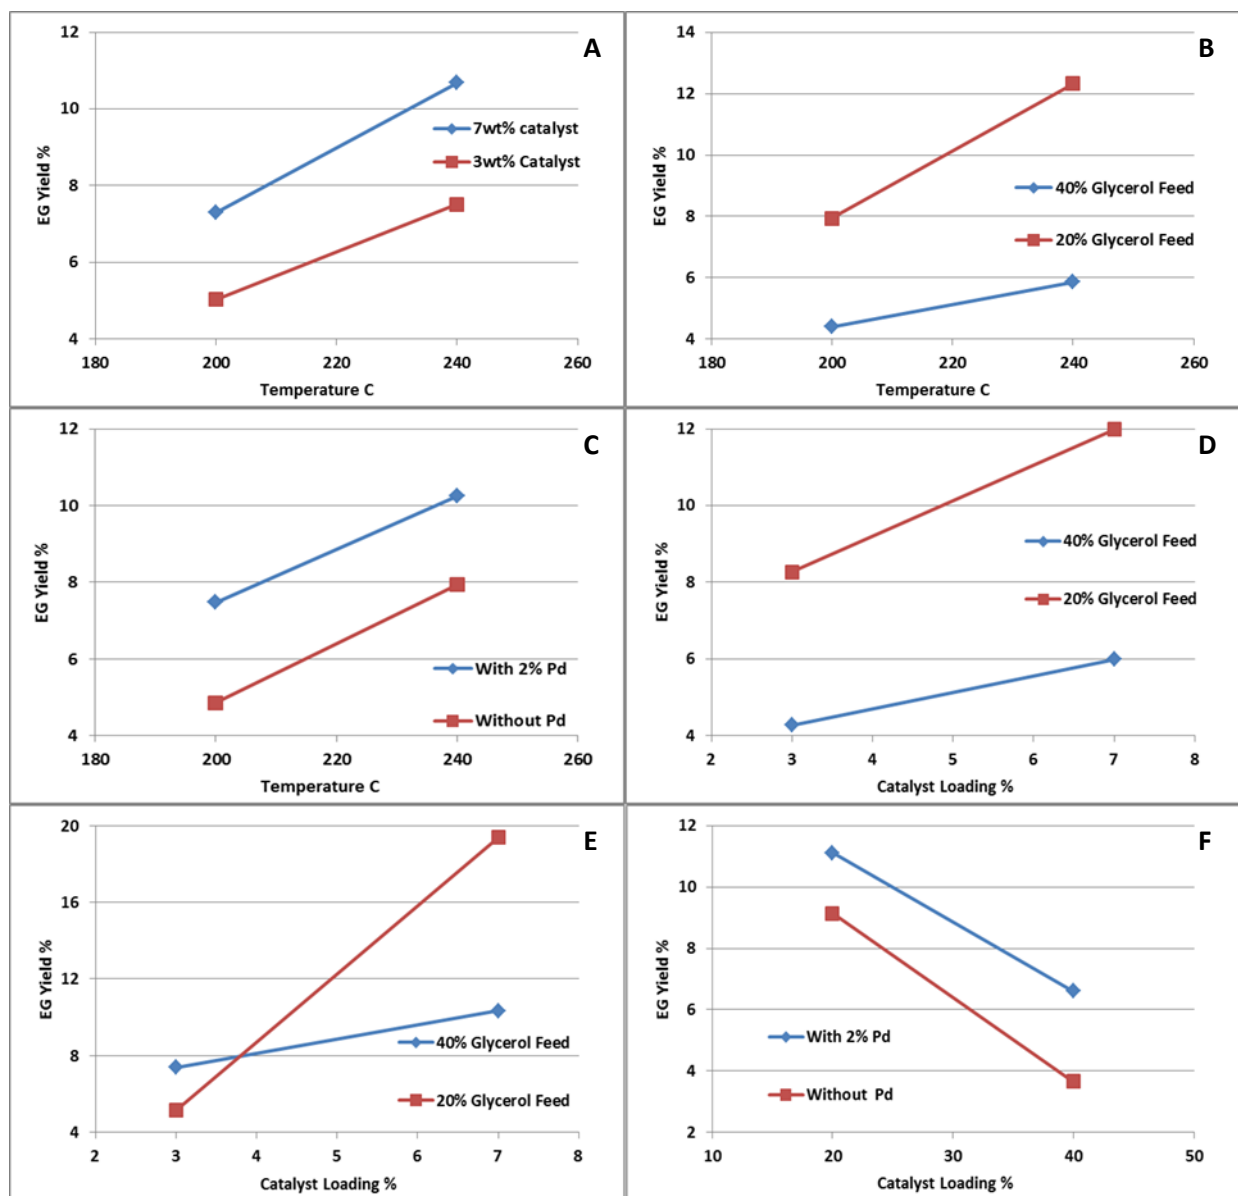 A
12
10
8
6
4
EG Yield %
7wt% catalyst
3wt% Catalyst
180
200
220
240
260
Temperature C
B
14
12
10
8
6
4
EG Yield %
40% Glycerol Feed
20% Glycerol Feed
180
200
220
240
260
Temperature C
C
12
10
8
6
4
EG Yield %
With 2% Pd
Without Pd
180
200
220
240
260
Temperature C
D
12
10
8
6
4
EG Yield %
40% Glycerol Feed
20% Glycerol Feed
2
3
4
5
6
7
8
Catalyst Loading %
E
20
16
12
8
4
EG Yield %
40% Glycerol Feed
20% Glycerol Feed
2
3
4
5
6
7
8
Catalyst Loading %
F
12
10
8
6
4
2
EG Yield %
With 2% Pd
Without Pd
10
20
30
40
50
Catalyst Loading %